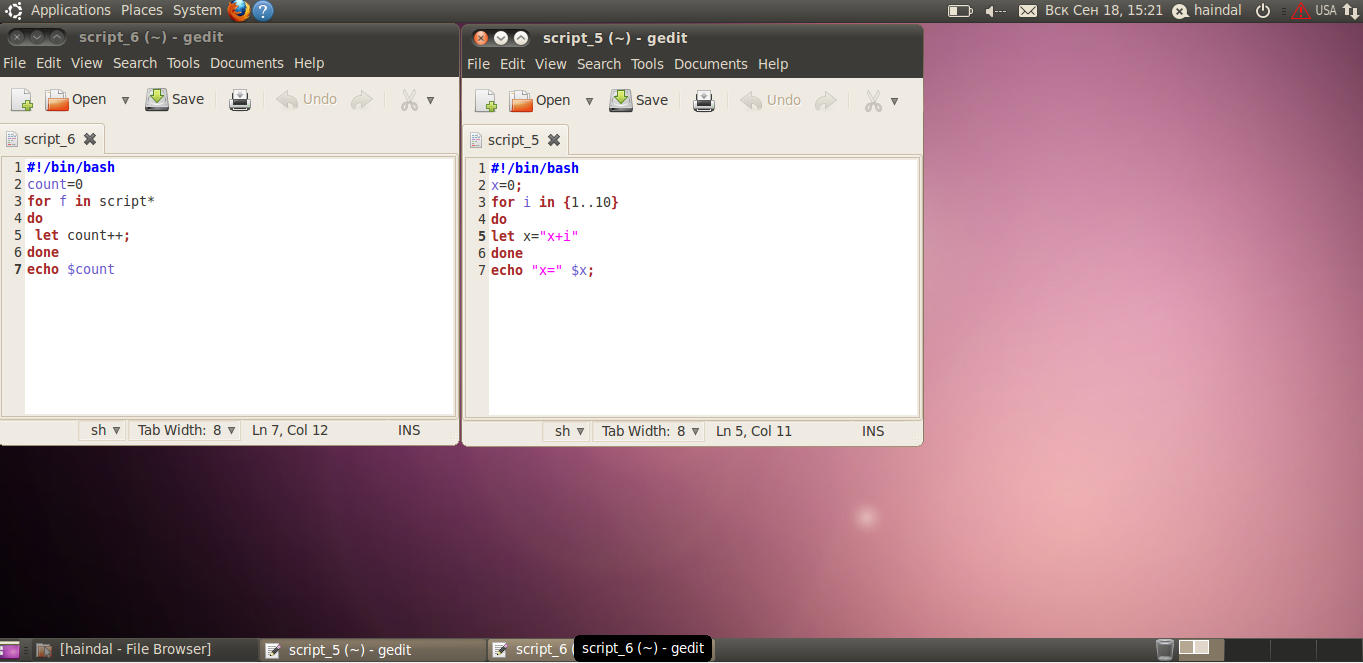 Applications Places System ? Вск Сен 18, 15:21 haindal USA
script_6 (~) - gedit
File Edit View Search Tools Documents Help
Open Save Undo
script_6
1 #!/bin/bash
2 count=0
3 for f in script*
4 do
5 let count++;
6 done
7 echo $count
sh Tab Width: 8 Ln 7, Col 12 INS
script_5 (~) - gedit
File Edit View Search Tools Documents Help
Open Save Undo
script_5
1 #!/bin/bash
2 x=0;
3 for i in {1..10}
4 do
5 let x="x+i"
6 done
7 echo "x=" $x;
sh Tab Width: 8 Ln 5, Col 11 INS
[haindal - File Browser] script_5 (~) - gedit script_6 ( script_6 (~) - gedit